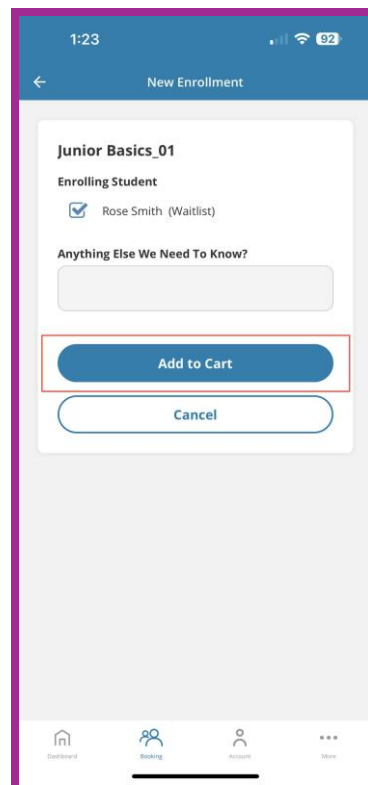 1:23 92
New Enrollment
Junior Basics_01
Enrolling Student
Rose Smith (Waitlist)
Anything Else We Need To Know?
Add to Cart
Cancel
Dashboard Booking Account More